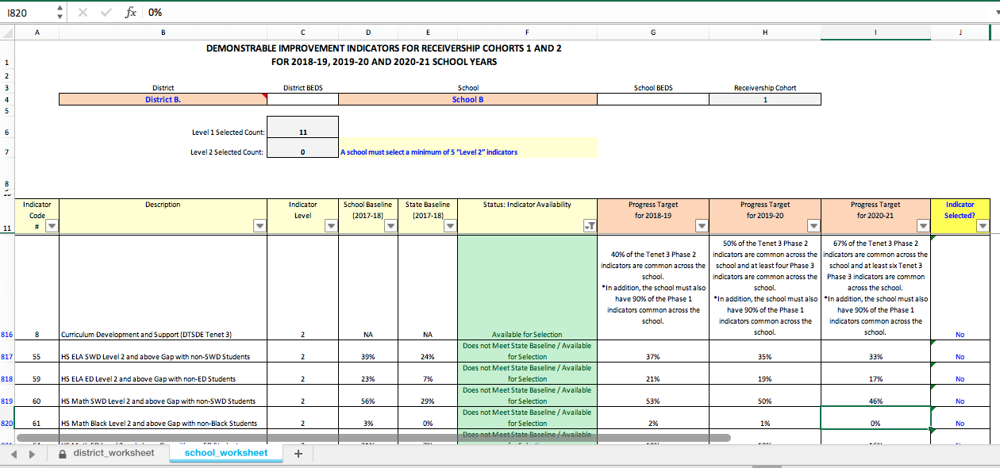 I820 fx 0%
A B C D E F G H I J
DEMONSTRABLE IMPROVEMENT INDICATORS FOR RECEIVERSHIP COHORTS 1 AND 2
1 FOR 2018-19, 2019-20 AND 2020-21 SCHOOL YEARS
2
3 District District BEDS School School BEDS Receivership Cohort
4 District B. School B 1
5
6 Level 1 Selected Count: 11
7 Level 2 Selected Count: 0 A school must select a minimum of 5 "Level 2" indicators
8
Indicator Description Indicator School Baseline State Baseline Status: Indicator Availability Progress Target Progress Target Progress Target Indicator
Code Level (2017-18) (2017-18) for 2018-19 for 2019-20 for 2020-21 Selected?
11 #
50% of the Tenet 3 Phase 2 67% of the Tenet 3 Phase 2
40% of the Tenet 3 Phase 2 indicators are common across the indicators are common across the
indicators are common across the school and at least four Phase 3 school and at least six Tenet 3
school. indicators are common across the Phase 3 indicators are common
*In addition, the school must also school. across the school.
have 90% of the Phase 1 *In addition, the school must also *In addition, the school must also
indicators common across the have 90% of the Phase 1 have 90% of the Phase 1
school. indicators common across the indicators common across the
816 8 Curriculum Development and Support (DTSDE Tenet 3) 2 NA NA Available for Selection school. school. No
Does not Meet State Baseline / Available
817 55 HS ELA SWD Level 2 and above Gap with non-SWD Students 2 39% 24% for Selection 37% 35% 33% No
Does not Meet State Baseline / Available
818 59 HS ELA ED Level 2 and above Gap with non-ED Students 2 23% 7% for Selection 21% 19% 17% No
Does not Meet State Baseline / Available
819 60 HS Math SWD Level 2 and above Gap with non-SWD Students 2 56% 29% for Selection 53% 50% 46% No
Does not Meet State Baseline / Available
820 61 HS Math Black Level 2 and above Gap with non-Black Students 2 3% 0% for Selection 2% 1% 0% No
Does not Meet State Baseline / Available
district_worksheet school_worksheet +